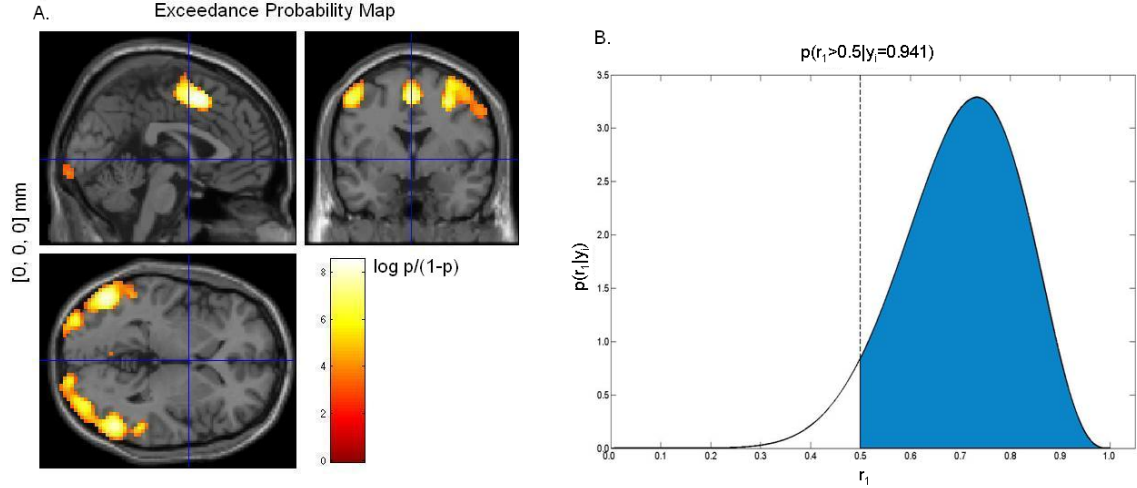 A.
Exceedance Probability Map
[0, 0, 0] mm
log p/(1-p)
8
6
4
2
0
B.
p(r1>0.5|yi=0.941)
p(r1|yi)
3.5
3.0
2.5
2.0
1.5
1.0
0.5
0.0
0.0 0.1 0.2 0.3 0.4 0.5 0.6 0.7 0.8 0.9 1.0
r1